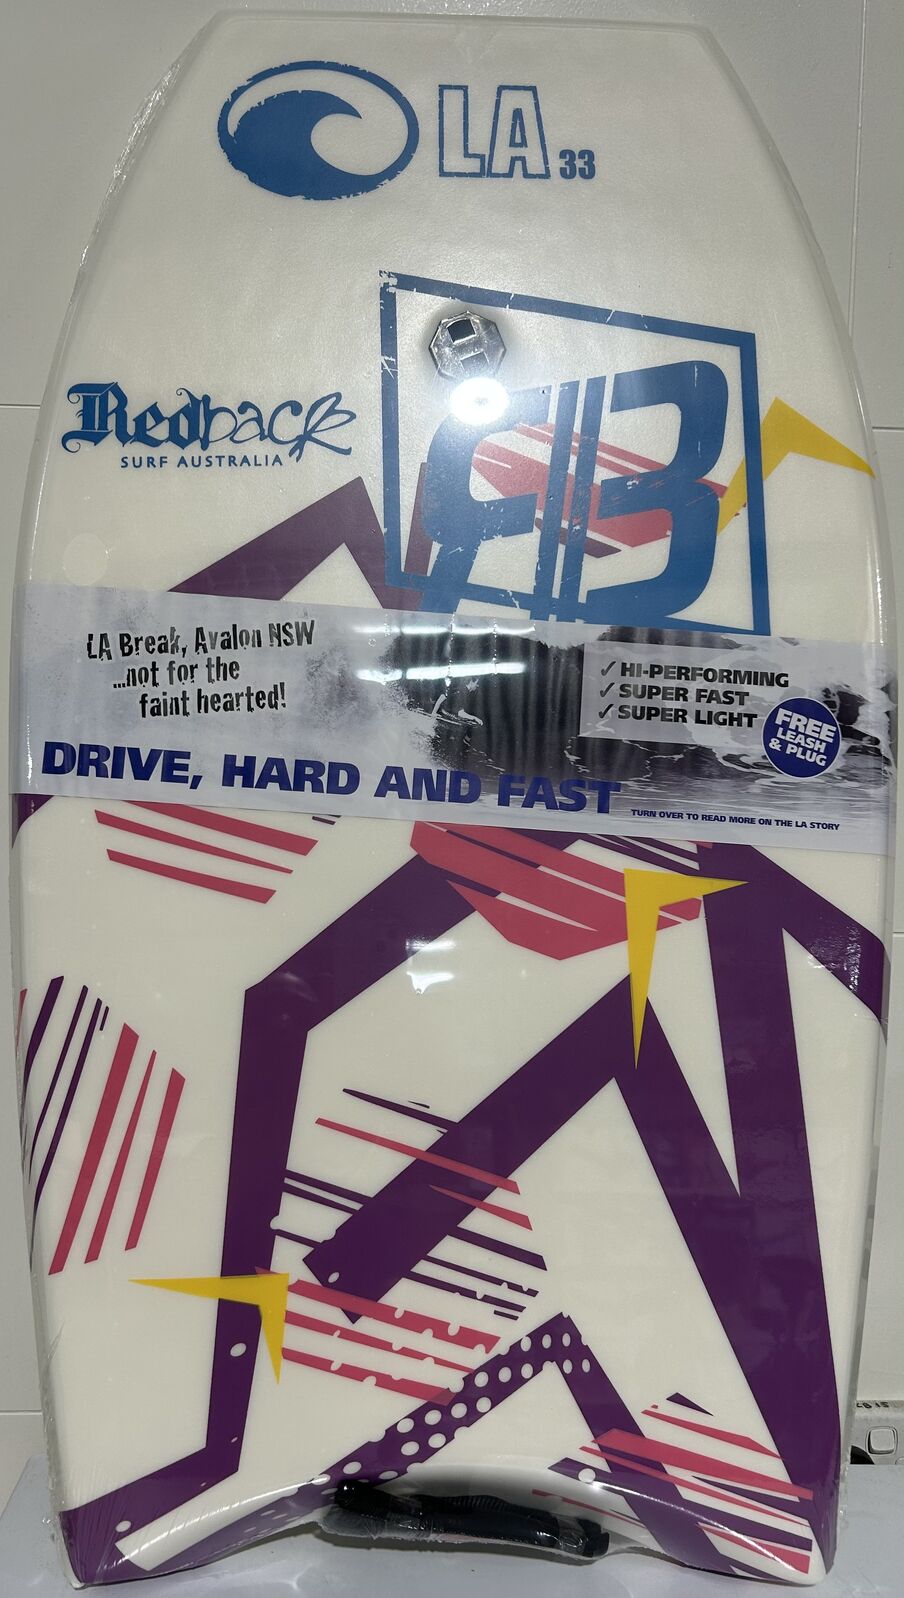 LA 33
Redback
SURF AUSTRALIA
LA Break, Avalon NSW
...not for the
faint hearted!
✓ HI-PERFORMING
✓ SUPER FAST
✓ SUPER LIGHT
FREE
LEASH
& PLUG
DRIVE, HARD AND FAST
TURN OVER TO READ MORE ON THE LA STORY